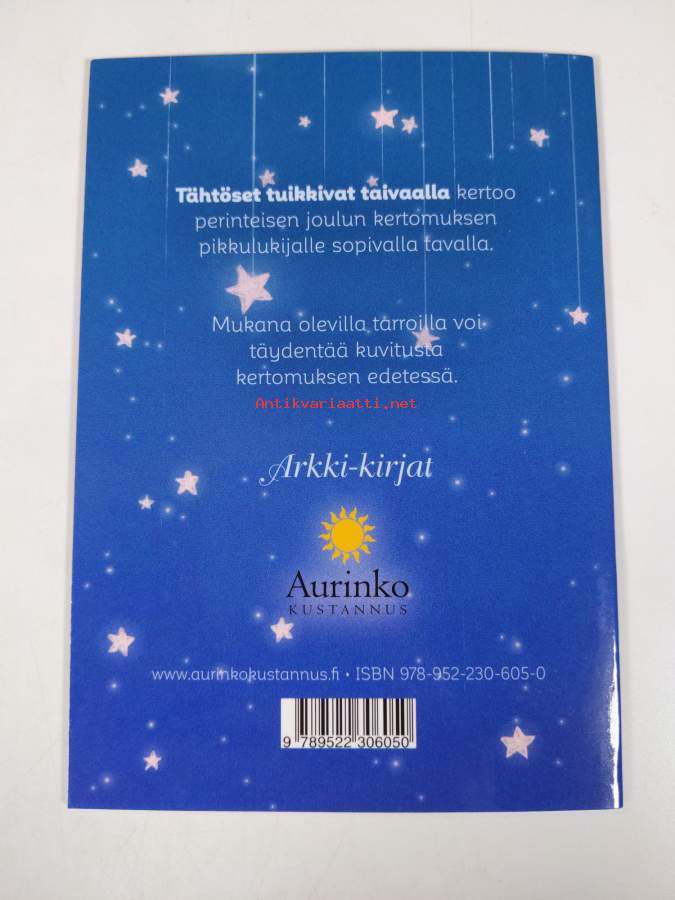 Tähtöset tuikkivat taivaalla kertoo
perinteisen joulun kertomuksen
pikkulukijalle sopivalla tavalla.
Mukana olevilla tarroilla voi
täydentää kuvitusta
kertomuksen edetessä.
Antikvariaatti.net
Arkki-kirjat
Aurinko
KUSTANNUS
www.aurinkokustannus.fi • ISBN 978-952-230-605-0
9 789522 306050